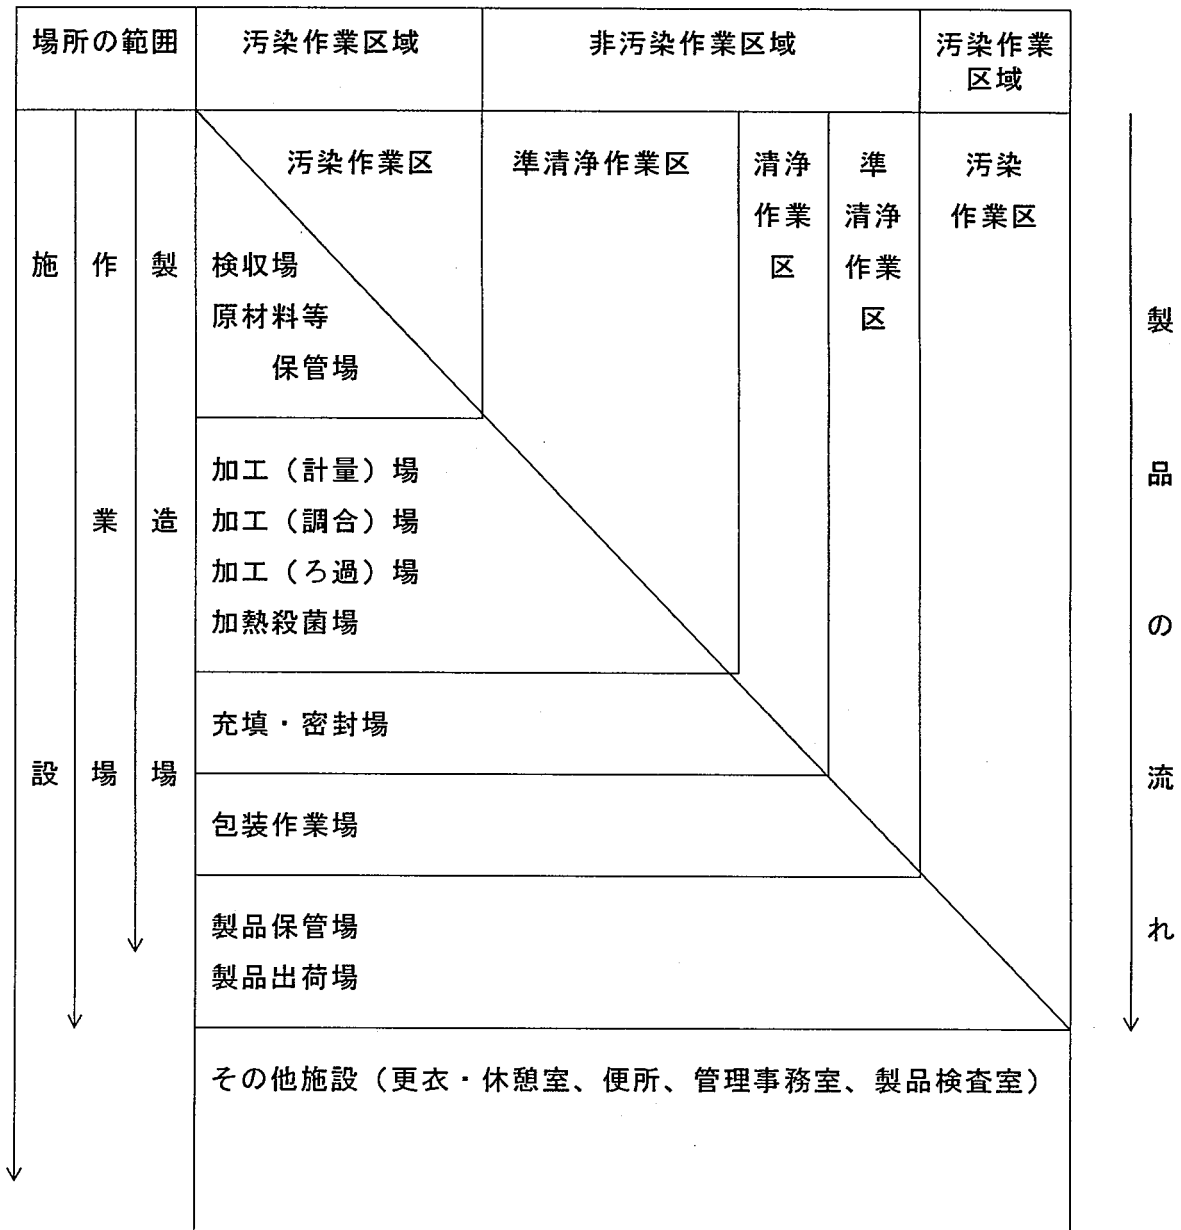 場所の範囲
汚染作業区域
非汚染作業区域
汚染作業
区域
汚染作業区
準清浄作業区
清浄
作業
区
準
清浄
作業
区
汚染
作業区
施設
作業場
製造場
検収場
原材料等
保管場
加工（計量）場
加工（調合）場
加工（ろ過）場
加熱殺菌場
充填・密封場
包装作業場
製品保管場
製品出荷場
その他施設（更衣・休憩室、便所、管理事務室、製品検査室）
製品の流れ